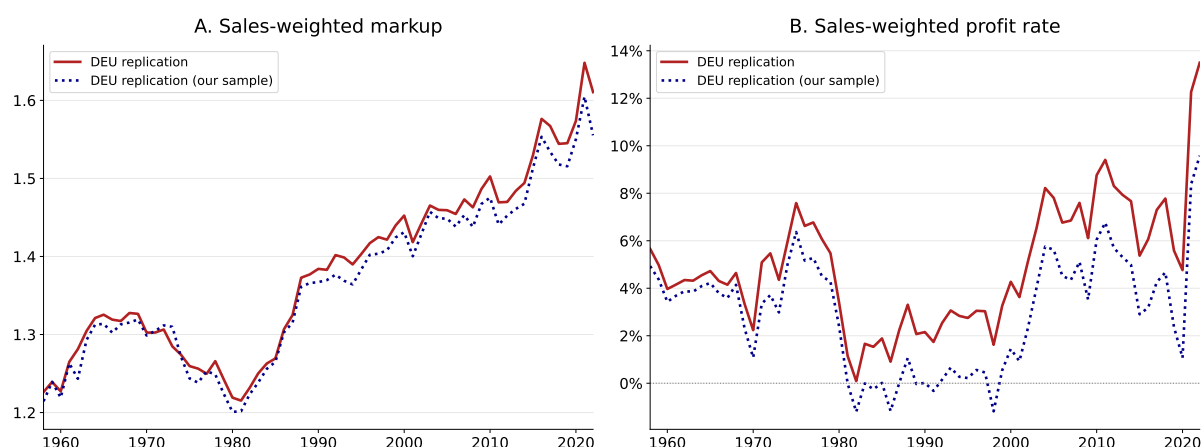 A. Sales-weighted markup
DEU replication
DEU replication (our sample)
1.6
1.5
1.4
1.3
1.2
1960 1970 1980 1990 2000 2010 2020
B. Sales-weighted profit rate
DEU replication
DEU replication (our sample)
14%
12%
10%
8%
6%
4%
2%
0%
1960 1970 1980 1990 2000 2010 2020